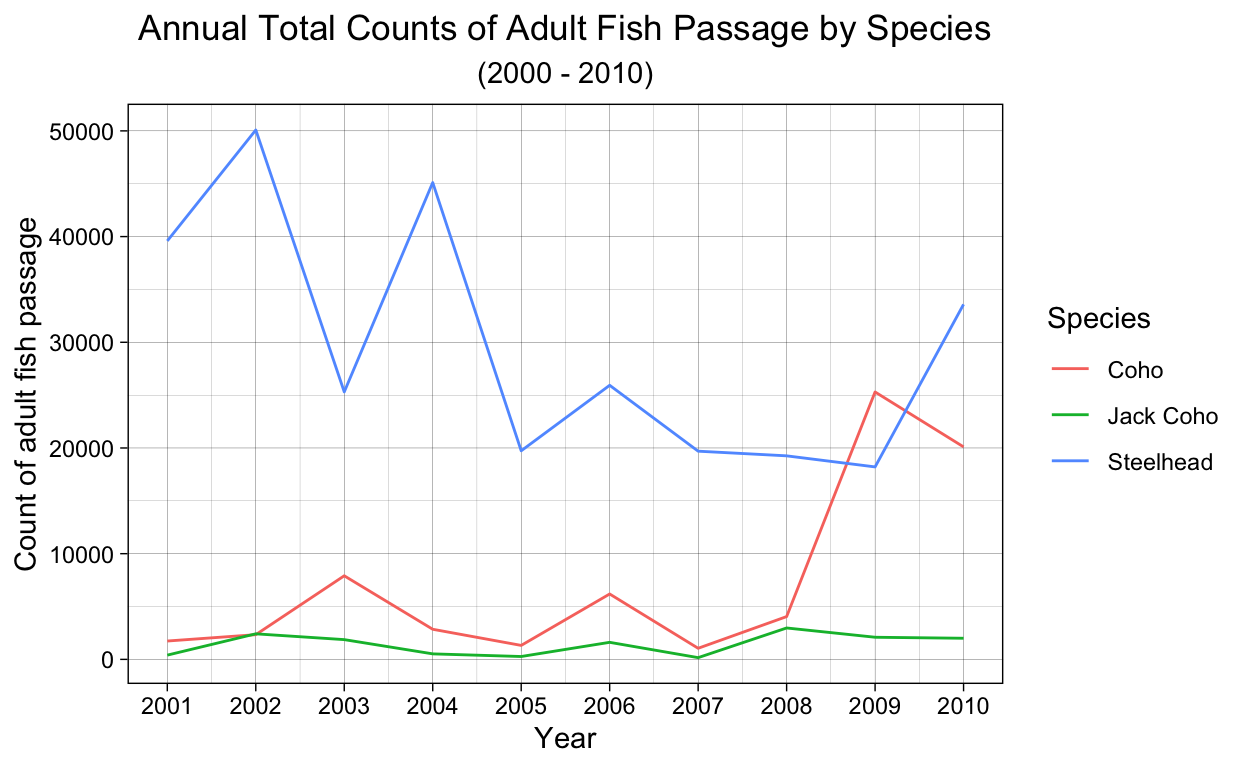 Annual Total Counts of Adult Fish Passage by Species
(2000 - 2010)
Count of adult fish passage
50000
40000
30000
20000
10000
0
2001 2002 2003 2004 2005 2006 2007 2008 2009 2010
Year
Species
Coho
Jack Coho
Steelhead